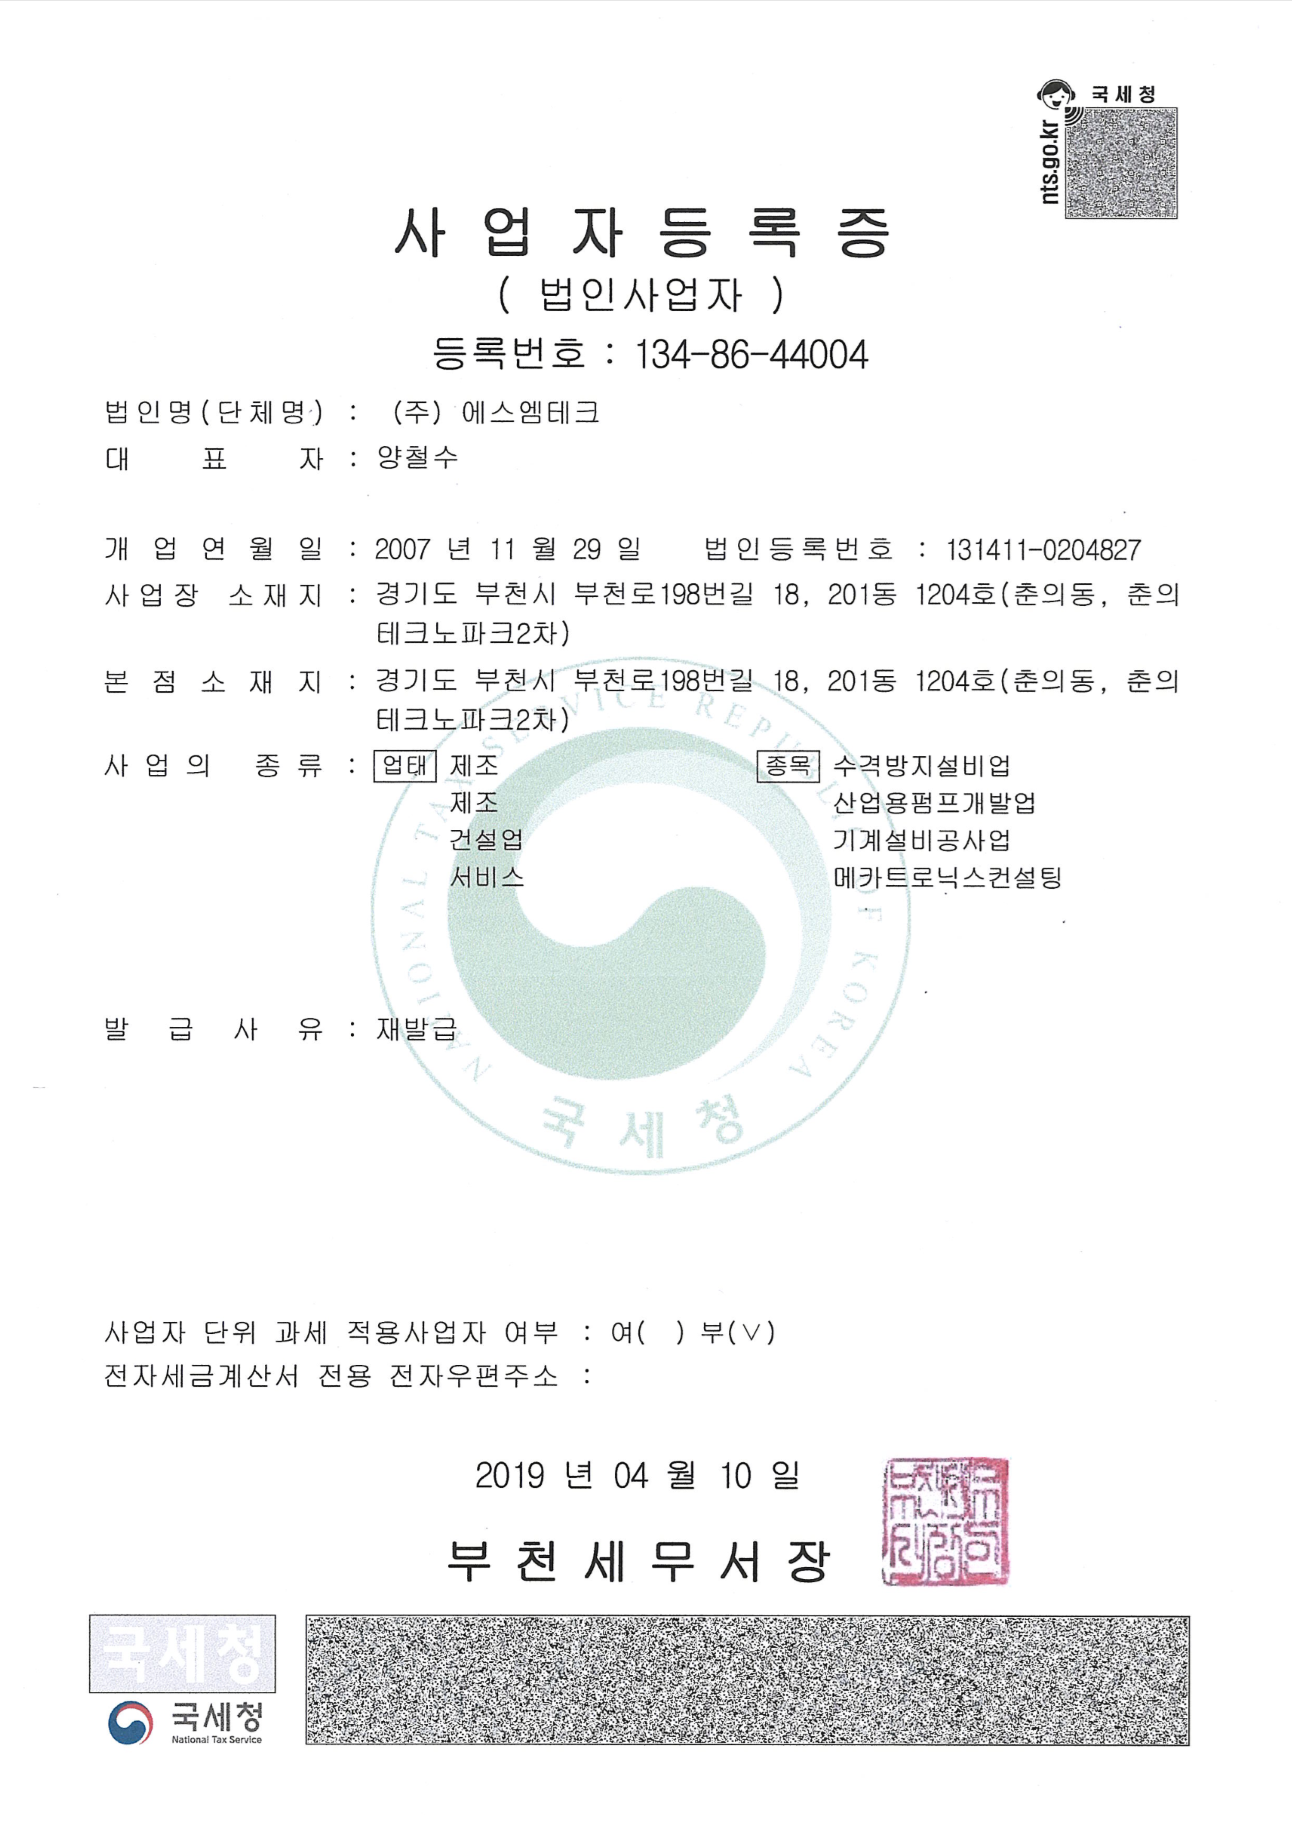 국세청
nts.go.kr
사업자등록증
( 법인사업자 )
등록번호 : 134-86-44004
법인명(단체명) : (주) 에스엠테크
대 표 자 : 양철수
개 업 연 월 일 : 2007 년 11 월 29 일 법인등록번호 : 131411-0204827
사업장 소재지 : 경기도 부천시 부천로198번길 18, 201동 1204호(춘의동, 춘의
테크노파크2차)
본 점 소 재 지 : 경기도 부천시 부천로198번길 18, 201동 1204호(춘의동, 춘의
테크노파크2차)
사업의 종류 : 업태 제조 종목 수격방지설비업
제조 산업용펌프개발업
건설업 기계설비공사업
서비스 메카트로닉스컨설팅
발 급 사 유 : 재발급
NATIONAL TAX SERVICE REPUBLIC OF KOREA
국세청
사업자 단위 과세 적용사업자 여부 : 여( ) 부(∨)
전자세금계산서 전용 전자우편주소 :
2019 년 04 월 10 일
부천세무서장
국세청
국세청
National Tax Service